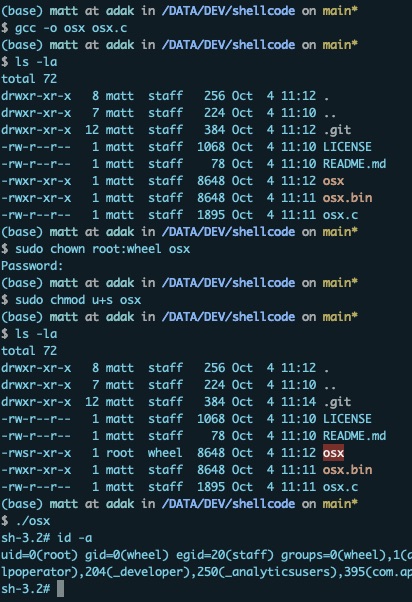 (base) matt at adak in /DATA/DEV/shellcode on main*
$ gcc -o osx osx.c
(base) matt at adak in /DATA/DEV/shellcode on main*
$ ls -la
total 72
drwxr-xr-x   8 matt  staff   256 Oct  4 11:12 .
drwxr-xr-x   7 matt  staff   224 Oct  4 11:10 ..
drwxr-xr-x  12 matt  staff   384 Oct  4 11:12 .git
-rw-r--r--   1 matt  staff  1068 Oct  4 11:10 LICENSE
-rw-r--r--   1 matt  staff    78 Oct  4 11:10 README.md
-rwxr-xr-x   1 matt  staff  8648 Oct  4 11:12 osx
-rwxr-xr-x   1 matt  staff  8648 Oct  4 11:11 osx.bin
-rw-r--r--   1 matt  staff  1895 Oct  4 11:11 osx.c
(base) matt at adak in /DATA/DEV/shellcode on main*
$ sudo chown root:wheel osx
Password:
(base) matt at adak in /DATA/DEV/shellcode on main*
$ sudo chmod u+s osx
(base) matt at adak in /DATA/DEV/shellcode on main*
$ ls -la
total 72
drwxr-xr-x   8 matt  staff   256 Oct  4 11:12 .
drwxr-xr-x   7 matt  staff   224 Oct  4 11:10 ..
drwxr-xr-x  12 matt  staff   384 Oct  4 11:14 .git
-rw-r--r--   1 matt  staff  1068 Oct  4 11:10 LICENSE
-rw-r--r--   1 matt  staff    78 Oct  4 11:10 README.md
-rwsr-xr-x   1 root  wheel  8648 Oct  4 11:12 osx
-rwxr-xr-x   1 matt  staff  8648 Oct  4 11:11 osx.bin
-rw-r--r--   1 matt  staff  1895 Oct  4 11:11 osx.c
(base) matt at adak in /DATA/DEV/shellcode on main*
$ ./osx
sh-3.2# id -a
uid=0(root) gid=0(wheel) egid=20(staff) groups=0(wheel),1(
lpoperator),204(_developer),250(_analyticsusers),395(com.ap
sh-3.2#